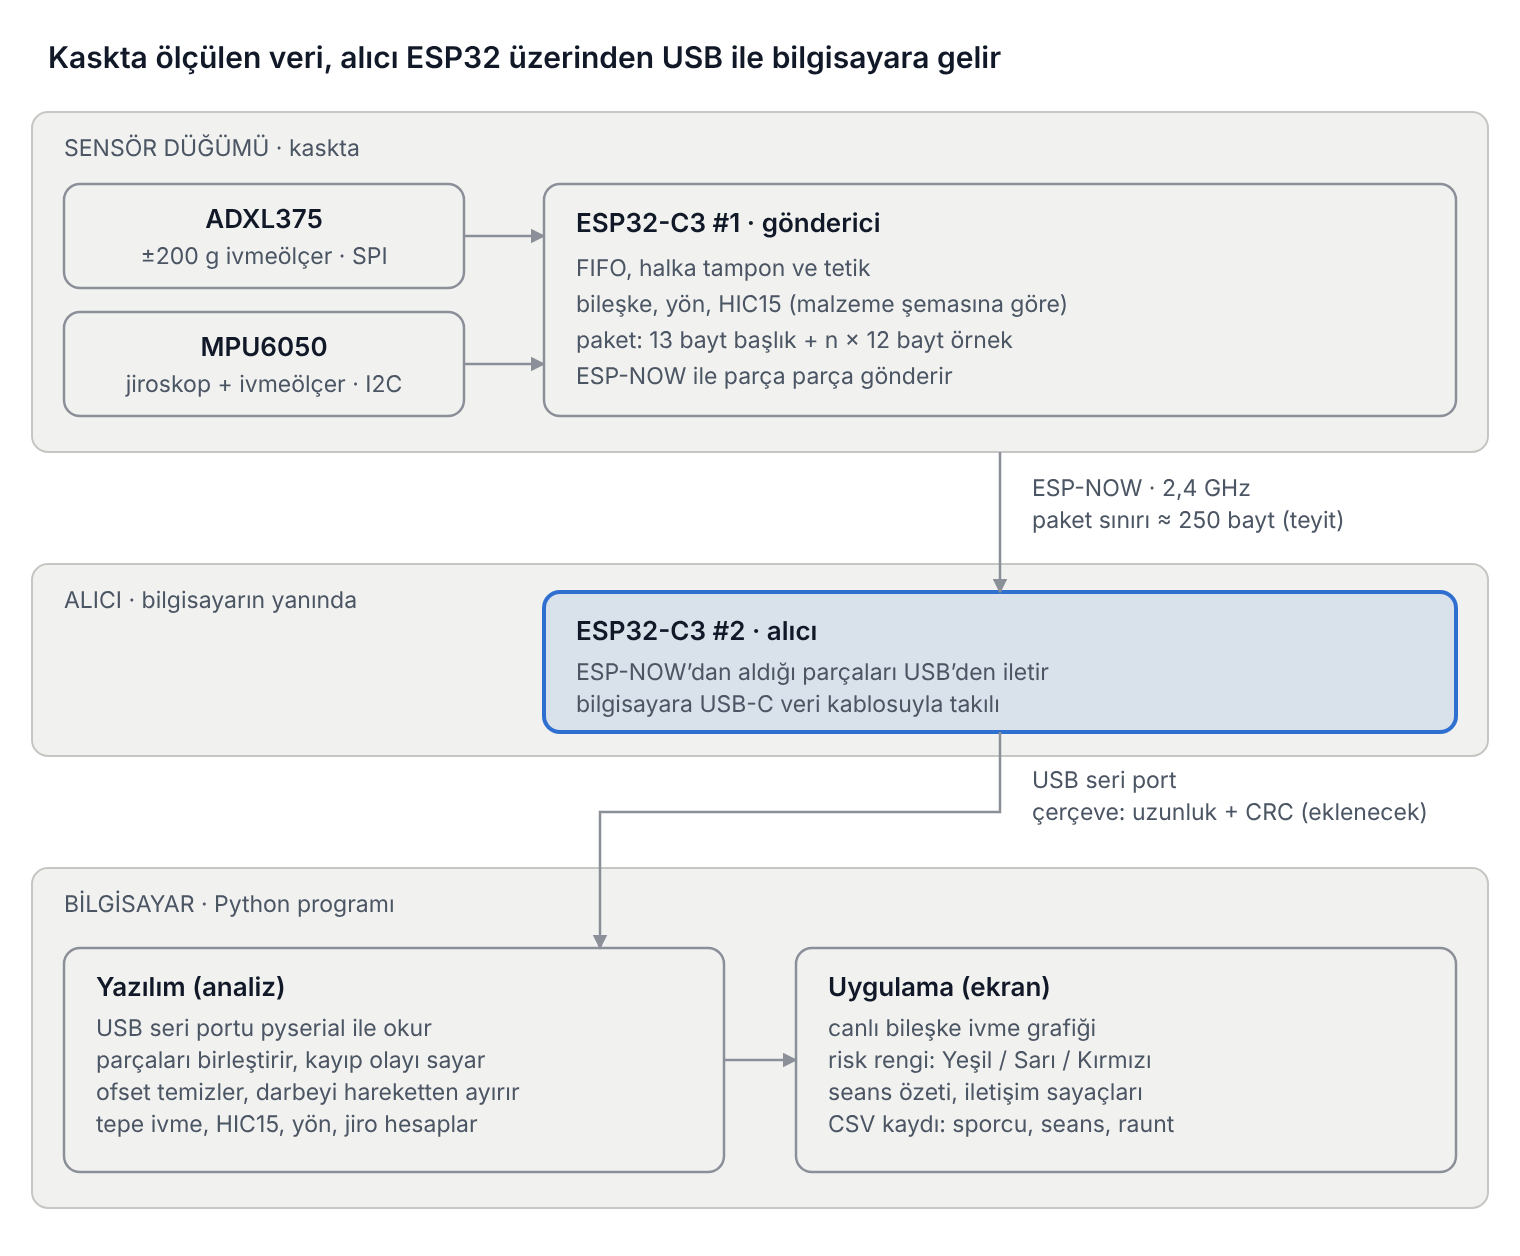 Kaskta ölçülen veri, alıcı ESP32 üzerinden USB ile bilgisayara gelir
SENSÖR DÜĞÜMÜ · kaskta
ADXL375
±200 g ivmeölçer · SPI
MPU6050
jiroskop + ivmeölçer · I2C
ESP32-C3 #1 · gönderici
FIFO, halka tampon ve tetik
bileşke, yön, HIC15 (malzeme şemasına göre)
paket: 13 bayt başlık + n × 12 bayt örnek
ESP-NOW ile parça parça gönderir
ESP-NOW · 2,4 GHz
paket sınırı ≈ 250 bayt (teyit)
ALICI · bilgisayarın yanında
ESP32-C3 #2 · alıcı
ESP-NOW’dan aldığı parçaları USB’den iletir
bilgisayara USB-C veri kablosuyla takılı
USB seri port
çerçeve: uzunluk + CRC (eklenecek)
BİLGİSAYAR · Python programı
Yazılım (analiz)
USB seri portu pyserial ile okur
parçaları birleştirir, kayıp olayı sayar
ofset temizler, darbeyi hareketten ayırır
tepe ivme, HIC15, yön, jiro hesaplar
Uygulama (ekran)
canlı bileşke ivme grafiği
risk rengi: Yeşil / Sarı / Kırmızı
seans özeti, iletişim sayaçları
CSV kaydı: sporcu, seans, raunt